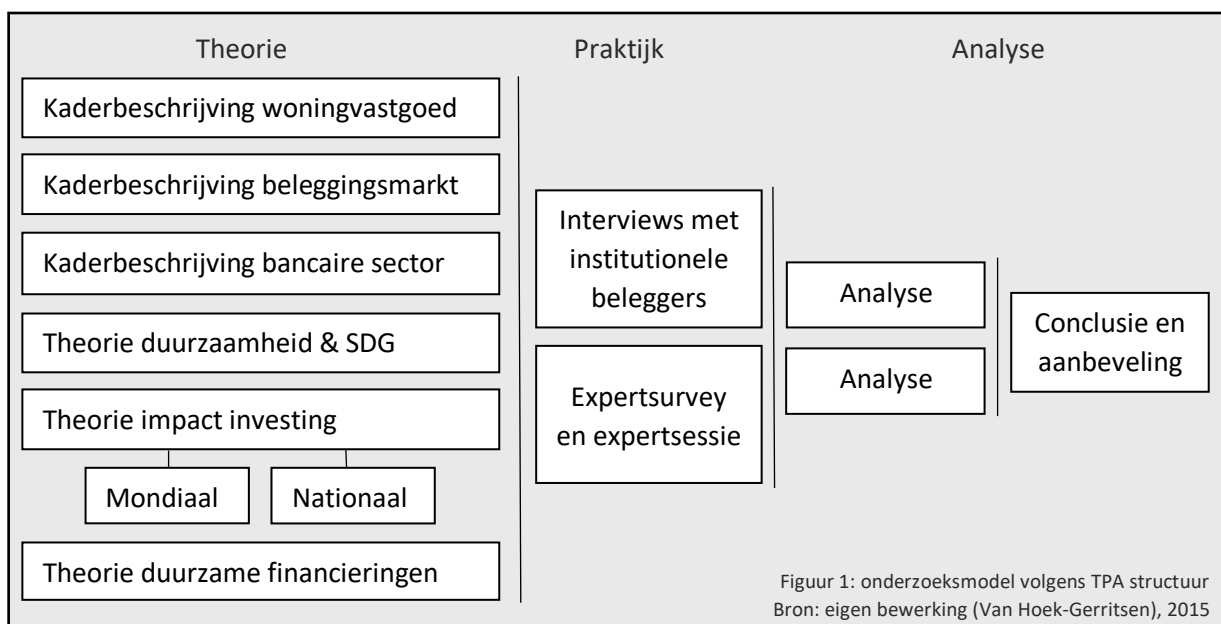 Theorie
Kaderbeschrijving woningvastgoed
Kaderbeschrijving beleggingsmarkt
Kaderbeschrijving bancaire sector
Theorie duurzaamheid & SDG
Theorie impact investing
Mondiaal
Nationaal
Theorie duurzame financieringen
Praktijk
Interviews met
institutionele
beleggers
Expertsurvey
en expertsessie
Analyse
Analyse
Analyse
Conclusie en
aanbeveling
Figuur 1: onderzoeksmodel volgens TPA structuur
Bron: eigen bewerking (Van Hoek-Gerritsen), 2015